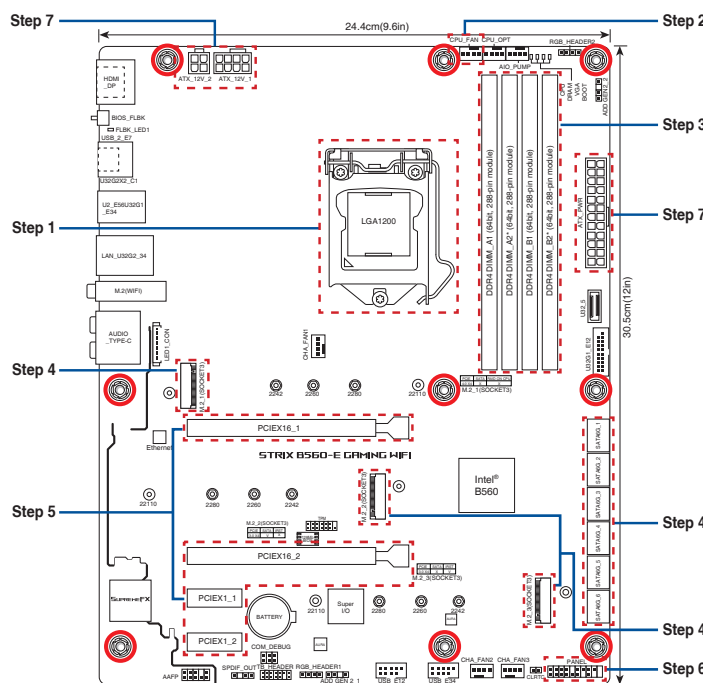 Step 7
24.4cm(9.6in)
Step 2
CPU_FAN
CPU_OPT
RGB_HEADER2
ATX_12V_2
ATX_12V_1
AIO_PUMP
HDMI
_DP
CPU
DRAM
VGA
BOOT
ADD GEN2_2
BIOS_FLBK
FLBK_LED1
USB_2_E7
Step 3
U32G2X2_C1
U2_E56U32G1
_E34
Step 7
ATX_PWR
Step 1
LGA1200
DDR4 DIMM_A1 (64bit, 288-pin module)
DDR4 DIMM_A2* (64bit, 288-pin module)
DDR4 DIMM_B1 (64bit, 288-pin module)
DDR4 DIMM_B2* (64bit, 288-pin module)
LAN_U32G2_34
M.2(WIFI)
U32_5
30.5cm(12in)
AUDIO
_TYPE-C
LED1_CON
CHA_FAN1
U32G1_E12
Step 4
M.2_1(SOCKET3)
2242
2260
2280
22110
M.2_1(SOCKET3)
PCIEX16_1
Ethernet
STRIX B560-E GAMING WIFI
SATA6G_1
SATA6G_2
SATA6G_3
SATA6G_4
SATA6G_5
SATA6G_6
Intel®
B560
M.2_2(SOCKET3)
22110
2280
2260
2242
Step 5
Step 4
M.2_2(SOCKET3)
TPM
PCIEX16_2
M.2_3(SOCKET3)
PCIEX1_1
SUPREMEFX
BATTERY
22110
Super
I/O
2280
2260
2242
M.2_3(SOCKET3)
Step 4
PCIEX1_2
COM_DEBUG
AAFP
SPDIF_OUT
TB_HEADER
RGB_HEADER1
ADD GEN 2_1
USB_E12
USB_E34
CHA_FAN2
CHA_FAN3
CLRTC
PANEL
Step 6